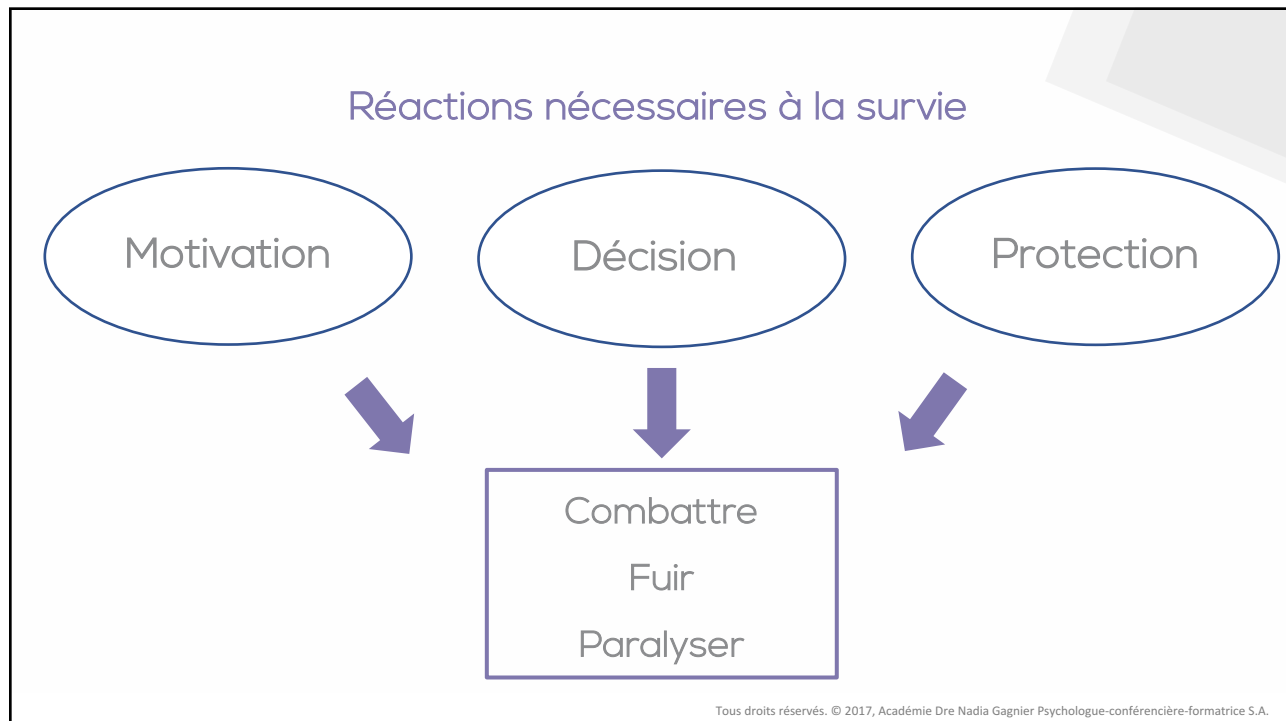 Réactions nécessaires à la survie
Motivation
Décision
Protection
Combattre
Fuir
Paralyser
Tous droits réservés. © 2017, Académie Dre Nadia Gagnier Psychologue-conférencière-formatrice S.A.